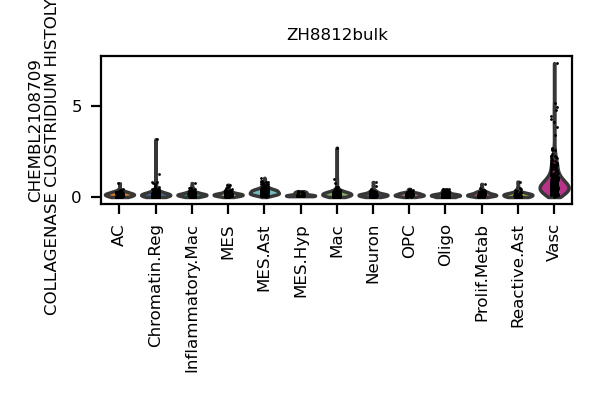 ZH8812bulk
CHEMBL2108709
COLLAGENASE CLOSTRIDIUM HISTOLY
5
0
AC
Chromatin.Reg
Inflammatory.Mac
MES
MES.Ast
MES.Hyp
Mac
Neuron
OPC
Oligo
Prolif.Metab
Reactive.Ast
Vasc